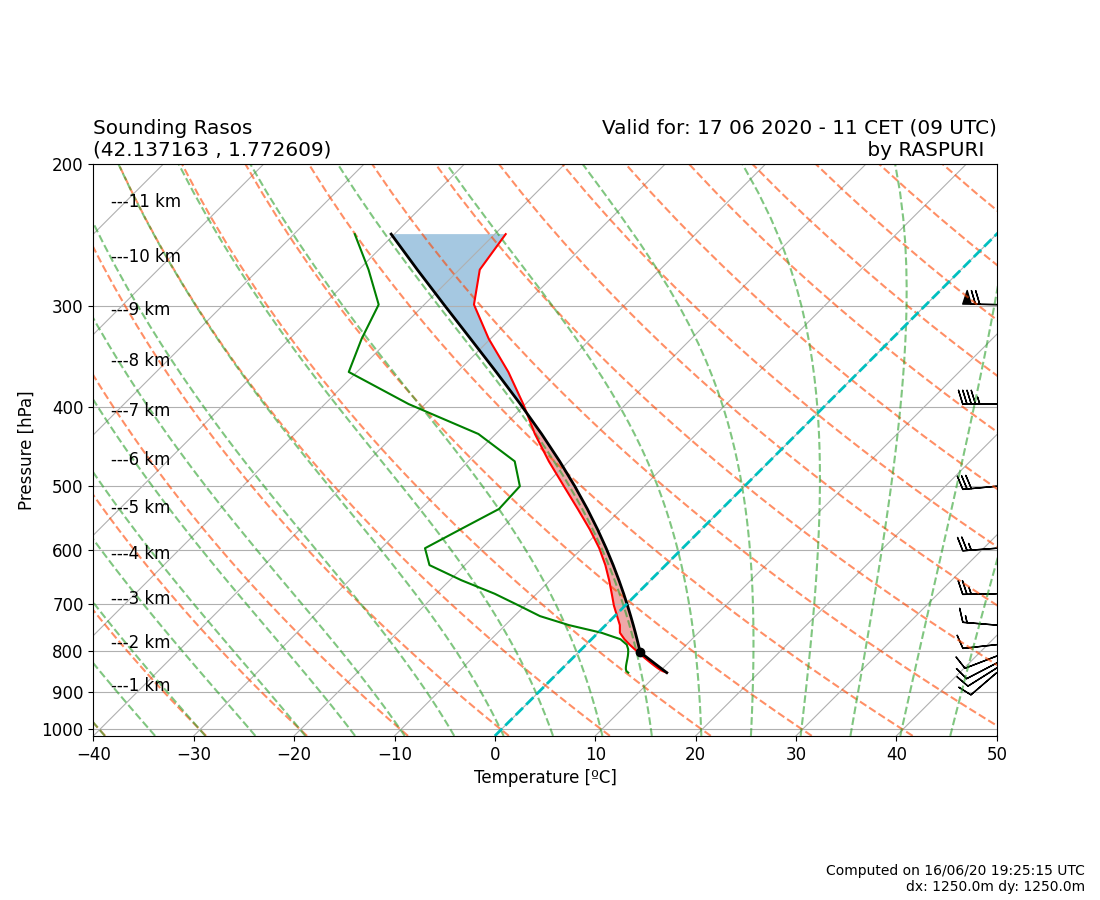 Sounding Rasos
(42.137163 , 1.772609)
Valid for: 17 06 2020 - 11 CET (09 UTC)
by RASPURI
200
300
400
500
600
700
800
900
1000
Pressure [hPa]
---11 km
---10 km
---9 km
---8 km
---7 km
---6 km
---5 km
---4 km
---3 km
---2 km
---1 km
−40 −30 −20 −10 0 10 20 30 40 50
Temperature [ºC]
Computed on 16/06/20 19:25:15 UTC
dx: 1250.0m dy: 1250.0m